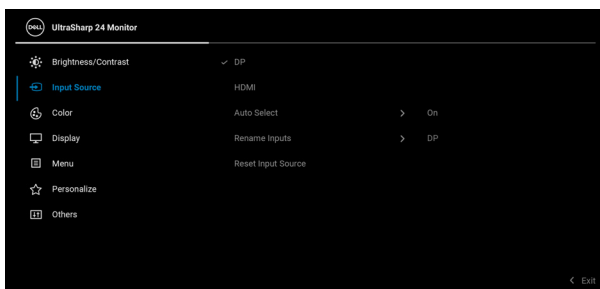 DELL UltraSharp 24 Monitor
Brightness/Contrast DP
Input Source HDMI
Color Auto Select > On
Display Rename Inputs > DP
Menu Reset Input Source
Personalize
Others
< Exit